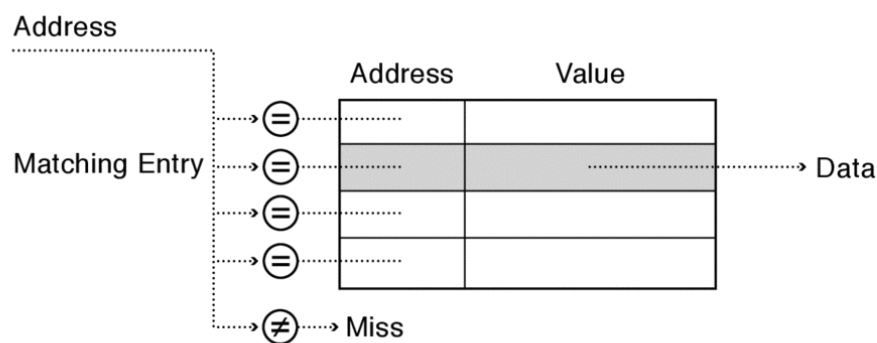 Address
Address Value
=
Matching Entry = Data
=
=
≠ Miss